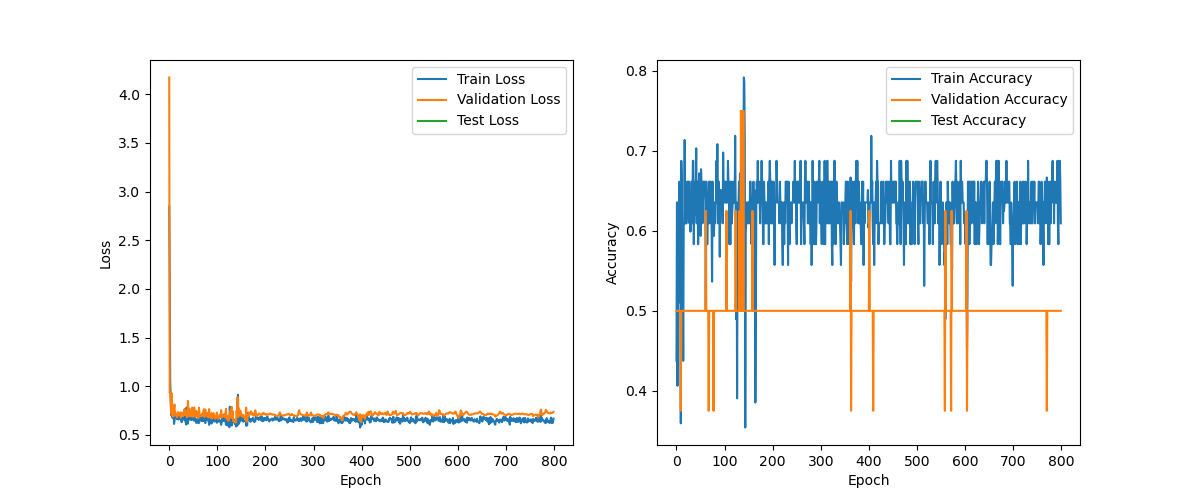 Train Loss
Validation Loss
Test Loss
4.0
3.5
3.0
2.5
2.0
1.5
1.0
0.5
Loss
0 100 200 300 400 500 600 700 800
Epoch
Train Accuracy
Validation Accuracy
Test Accuracy
0.8
0.7
0.6
0.5
0.4
Accuracy
0 100 200 300 400 500 600 700 800
Epoch